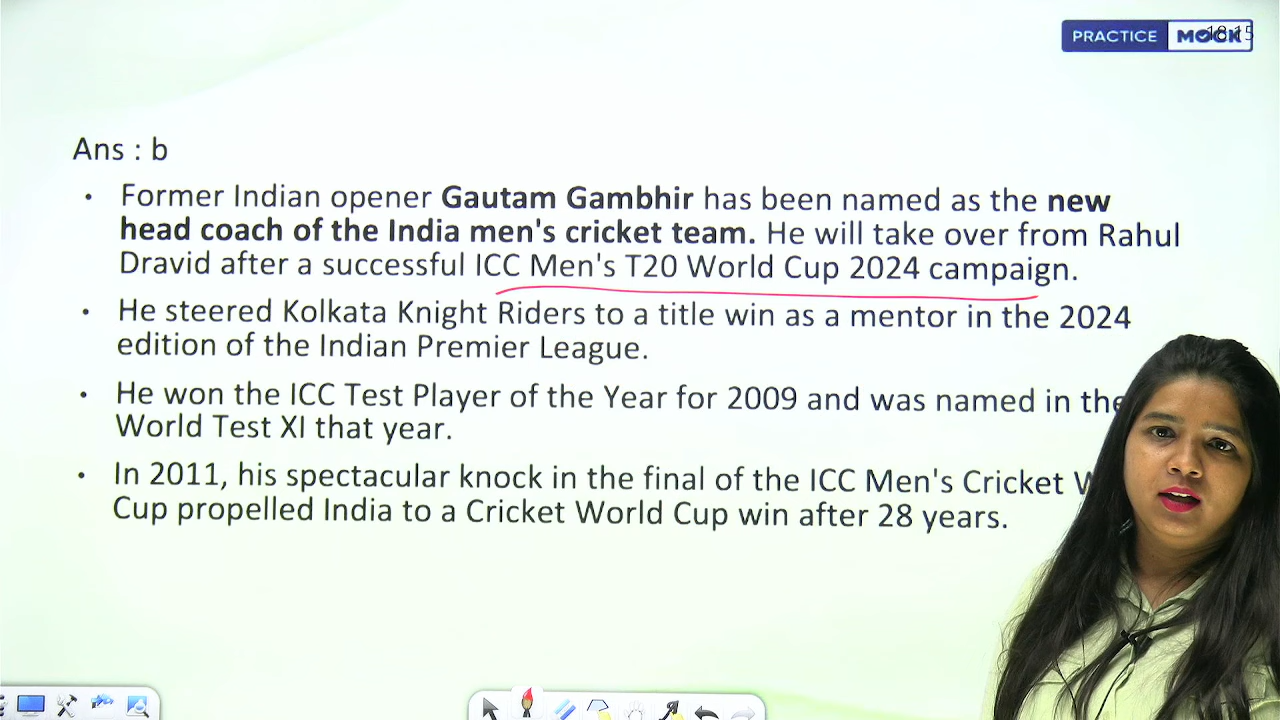 PRACTICE MOCK
18:15
Ans : b
• Former Indian opener Gautam Gambhir has been named as the new
head coach of the India men's cricket team. He will take over from Rahul
Dravid after a successful ICC Men's T20 World Cup 2024 campaign.
• He steered Kolkata Knight Riders to a title win as a mentor in the 2024
edition of the Indian Premier League.
• He won the ICC Test Player of the Year for 2009 and was named in the
World Test XI that year.
• In 2011, his spectacular knock in the final of the ICC Men's Cricket W
Cup propelled India to a Cricket World Cup win after 28 years.